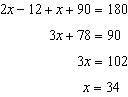 2x − 12 + x + 90 = 180
3x + 78 = 90
3x = 102
x = 34